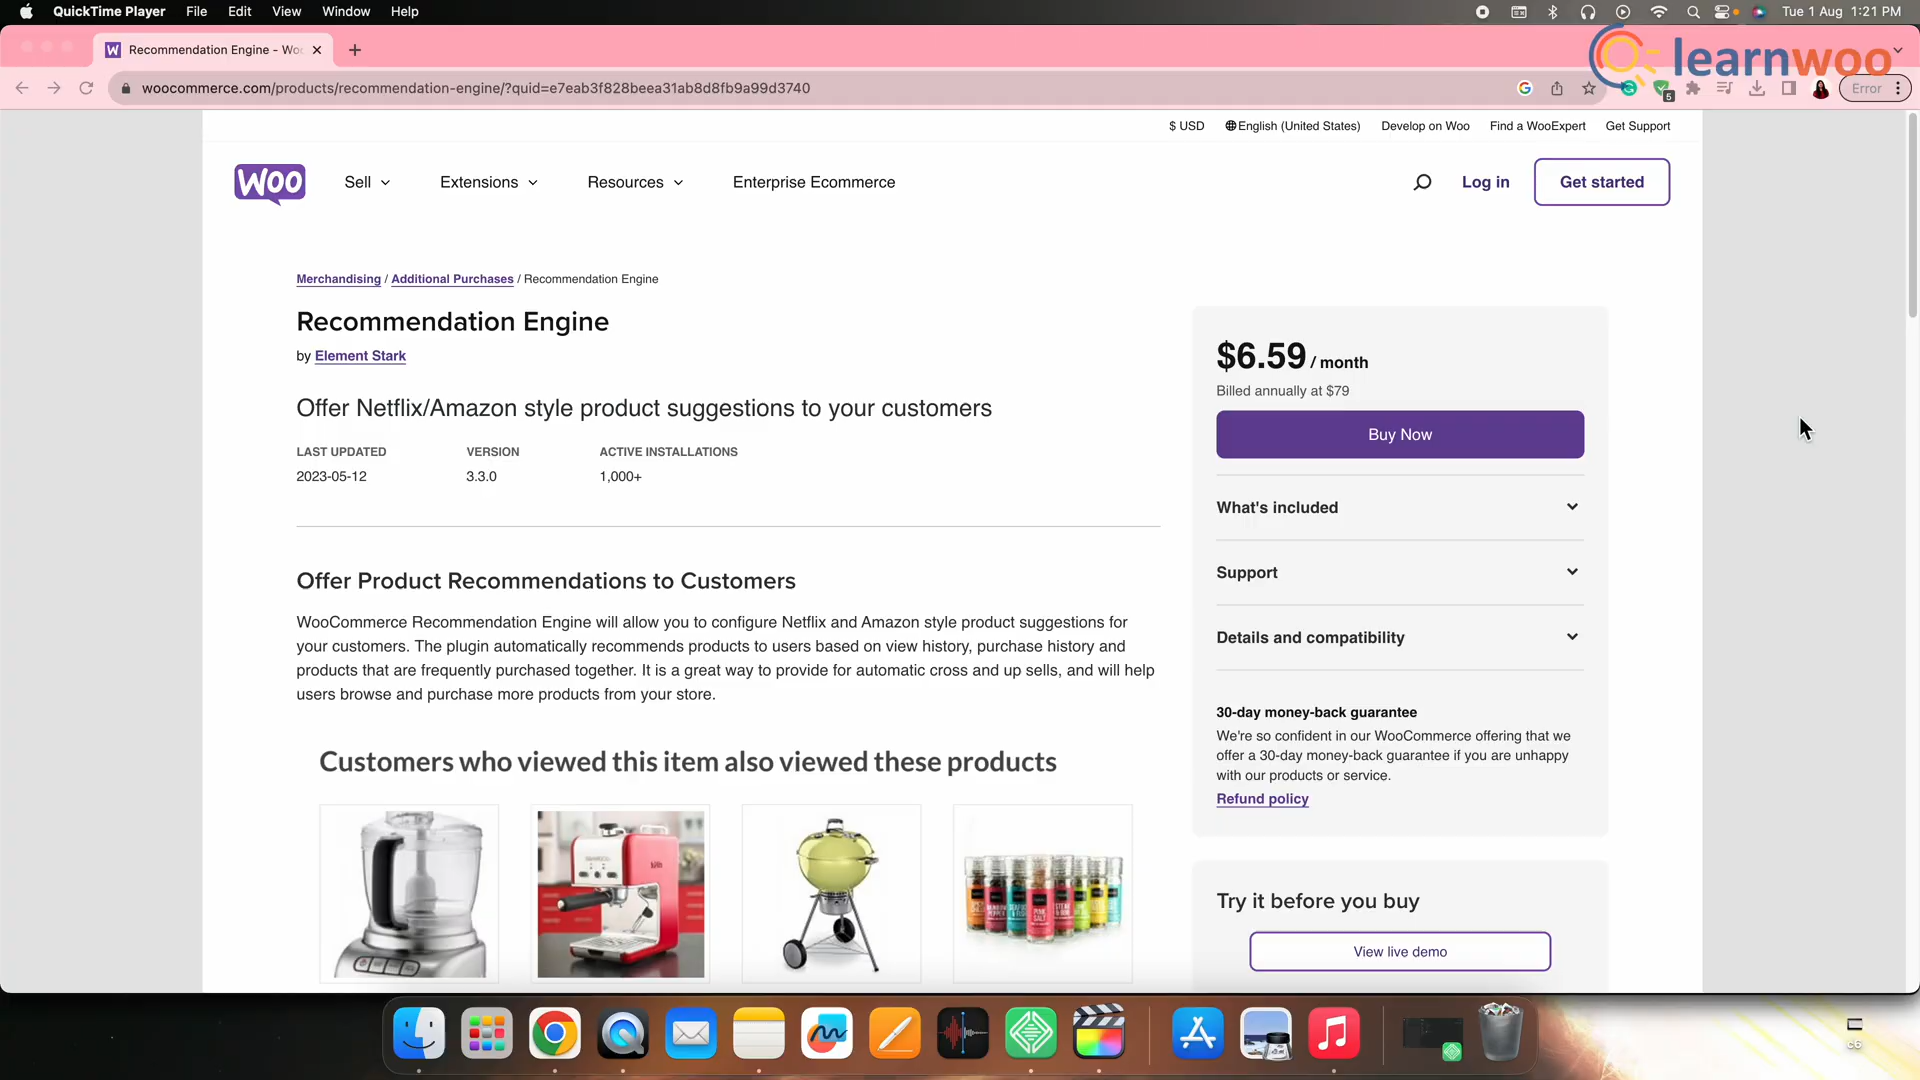 QuickTime Player File Edit View Window Help
Tue 1 Aug 1:21 PM
Recommendation Engine - Woo
learnwoo
woocommerce.com/products/recommendation-engine/?quid=e7eab3f828beea31ab8d8fb9a99d3740
5
Error
$ USD English (United States) Develop on Woo Find a WooExpert Get Support
WOO Sell Extensions Resources Enterprise Ecommerce Log in Get started
Merchandising / Additional Purchases / Recommendation Engine
Recommendation Engine
by Element Stark
Offer Netflix/Amazon style product suggestions to your customers
LAST UPDATED VERSION ACTIVE INSTALLATIONS
2023-05-12 3.3.0 1,000+
Offer Product Recommendations to Customers
WooCommerce Recommendation Engine will allow you to configure Netflix and Amazon style product suggestions for
your customers. The plugin automatically recommends products to users based on view history, purchase history and
products that are frequently purchased together. It is a great way to provide for automatic cross and up sells, and will help
users browse and purchase more products from your store.
Customers who viewed this item also viewed these products
$6.59 / month
Billed annually at $79
Buy Now
What's included
Support
Details and compatibility
30-day money-back guarantee
We're so confident in our WooCommerce offering that we
offer a 30-day money-back guarantee if you are unhappy
with our products or service.
Refund policy
Try it before you buy
View live demo